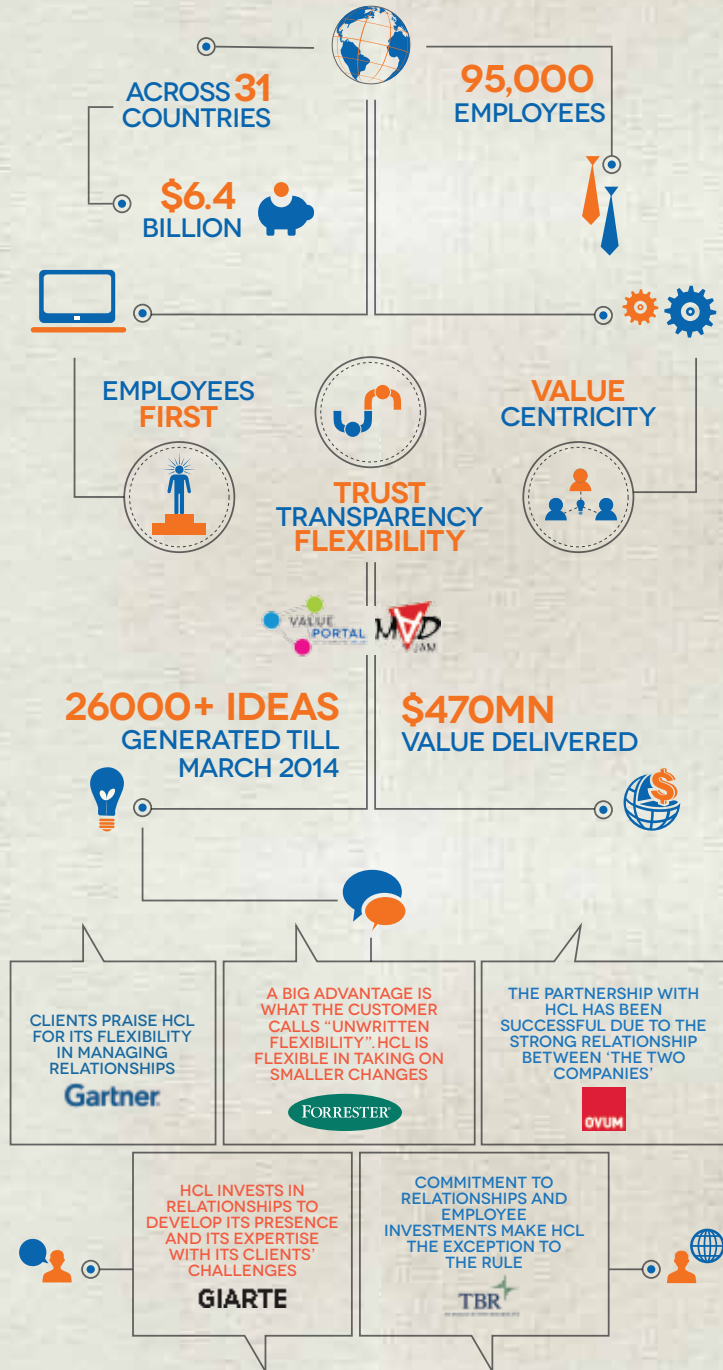 ACROSS 31
COUNTRIES
95,000
EMPLOYEES
$6.4
BILLION
EMPLOYEES
FIRST
VALUE
CENTRICITY
TRUST
TRANSPARENCY
FLEXIBILITY
VALUE
PORTAL
MAD
JAM
26000+ IDEAS
GENERATED TILL
MARCH 2014
$470MN
VALUE DELIVERED
$
CLIENTS PRAISE HCL
FOR ITS FLEXIBILITY
IN MANAGING
RELATIONSHIPS
Gartner
A BIG ADVANTAGE IS
WHAT THE CUSTOMER
CALLS “UNWRITTEN
FLEXIBILITY”.HCL IS
FLEXIBLE IN TAKING ON
SMALLER CHANGES
FORRESTER®
THE PARTNERSHIP WITH
HCL HAS BEEN
SUCCESSFUL DUE TO THE
STRONG RELATIONSHIP
BETWEEN ‘THE TWO
COMPANIES’
OVUM
HCL INVESTS IN
RELATIONSHIPS TO
DEVELOP ITS PRESENCE
AND ITS EXPERTISE
WITH ITS CLIENTS’
CHALLENGES
GIARTE
COMMITMENT TO
RELATIONSHIPS AND
EMPLOYEE
INVESTMENTS MAKE HCL
THE EXCEPTION TO
THE RULE
TBR